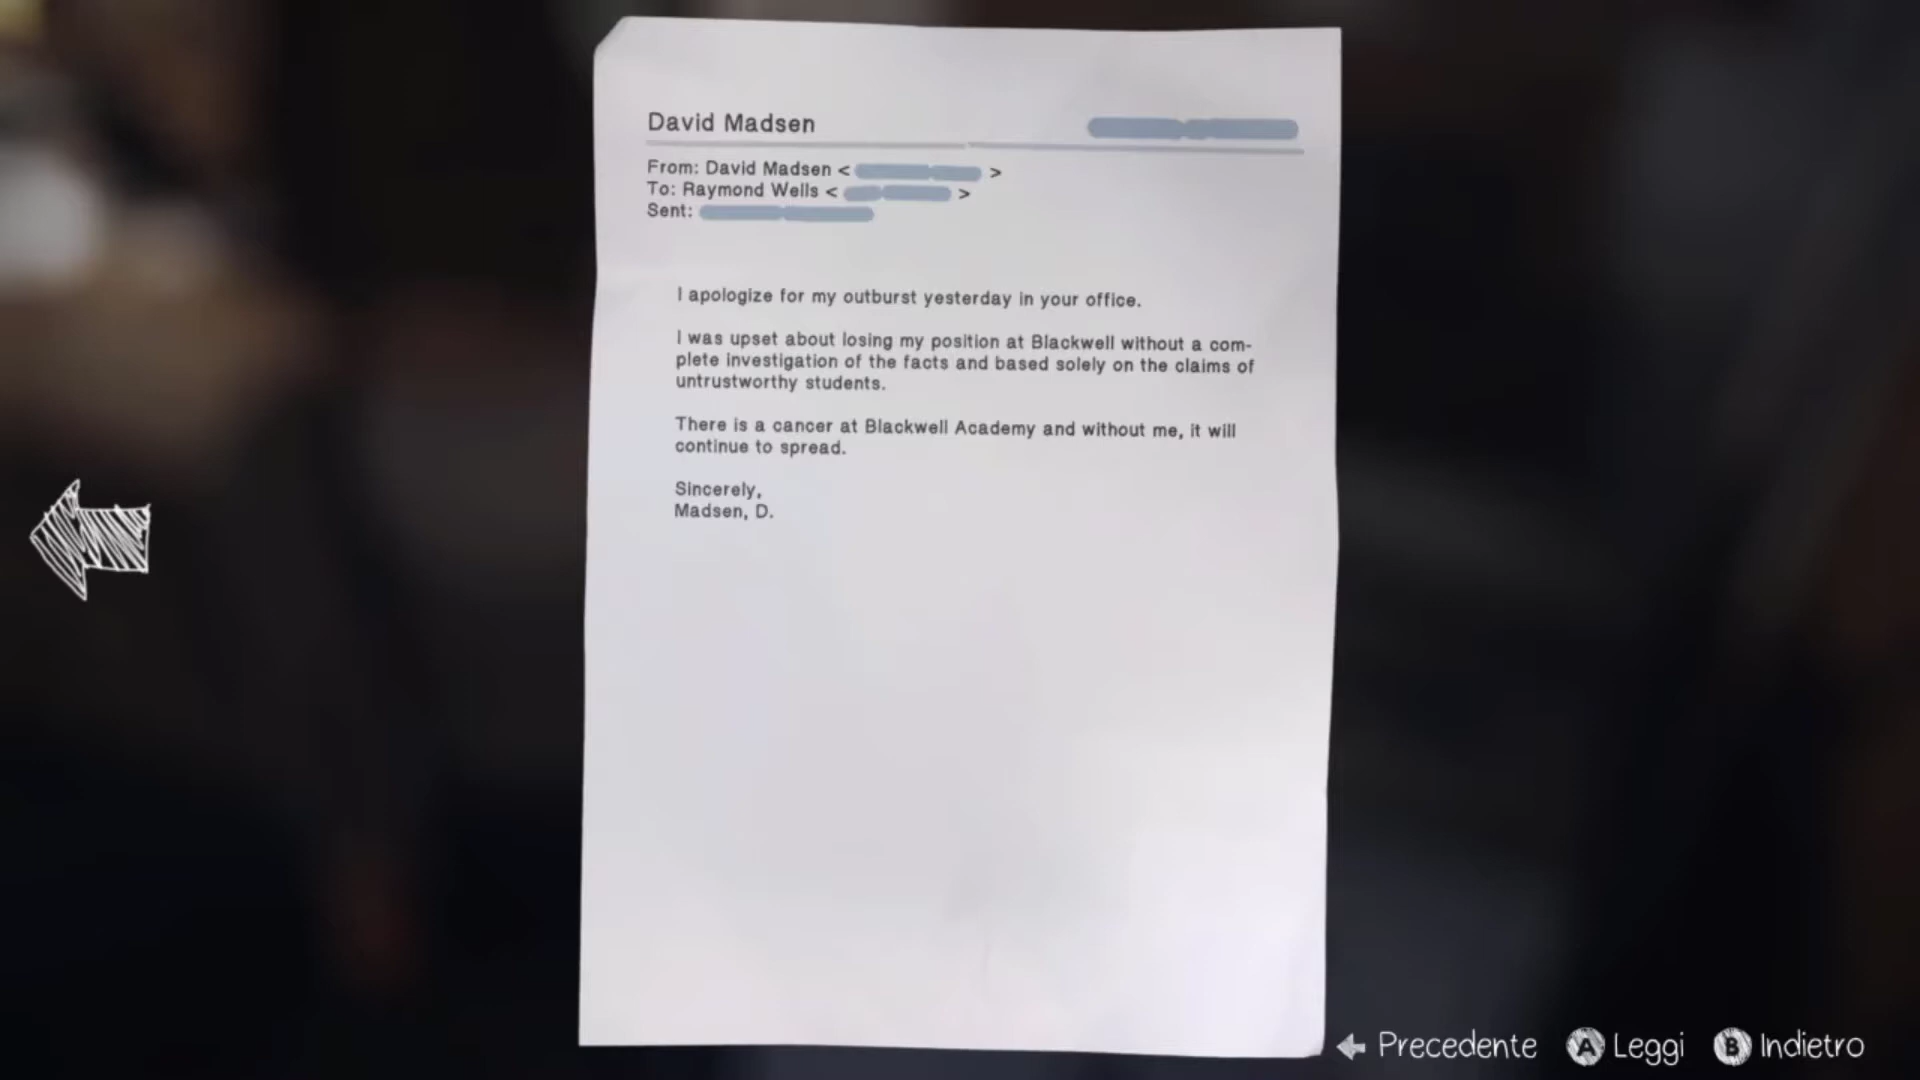 David Madsen
From: David Madsen < >
To: Raymond Wells < >
Sent:
I apologize for my outburst yesterday in your office.
I was upset about losing my position at Blackwell without a com-
plete investigation of the facts and based solely on the claims of
untrustworthy students.
There is a cancer at Blackwell Academy and without me, it will
continue to spread.
Sincerely,
Madsen, D.
Precedente A Leggi B Indietro